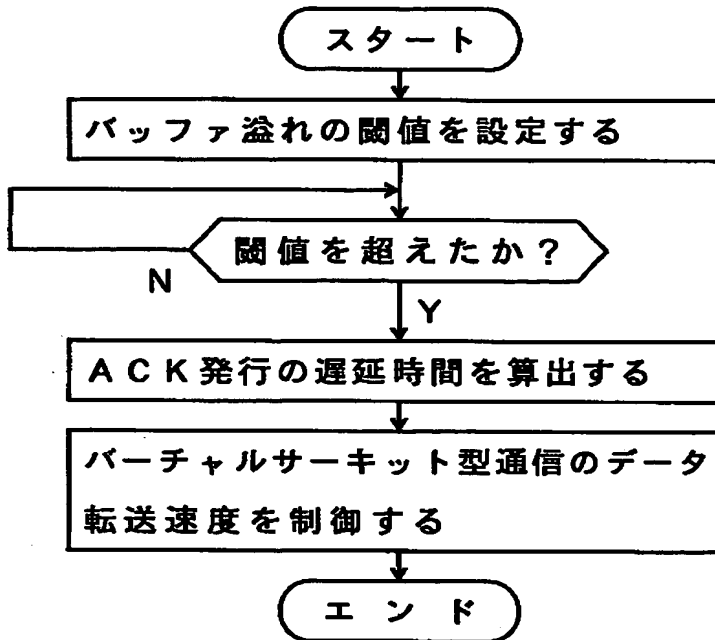 スタート
バッファ溢れの閾値を設定する
閾値を超えたか？
N
Y
ACK発行の遅延時間を算出する
バーチャルサーキット型通信のデータ
転送速度を制御する
エンド